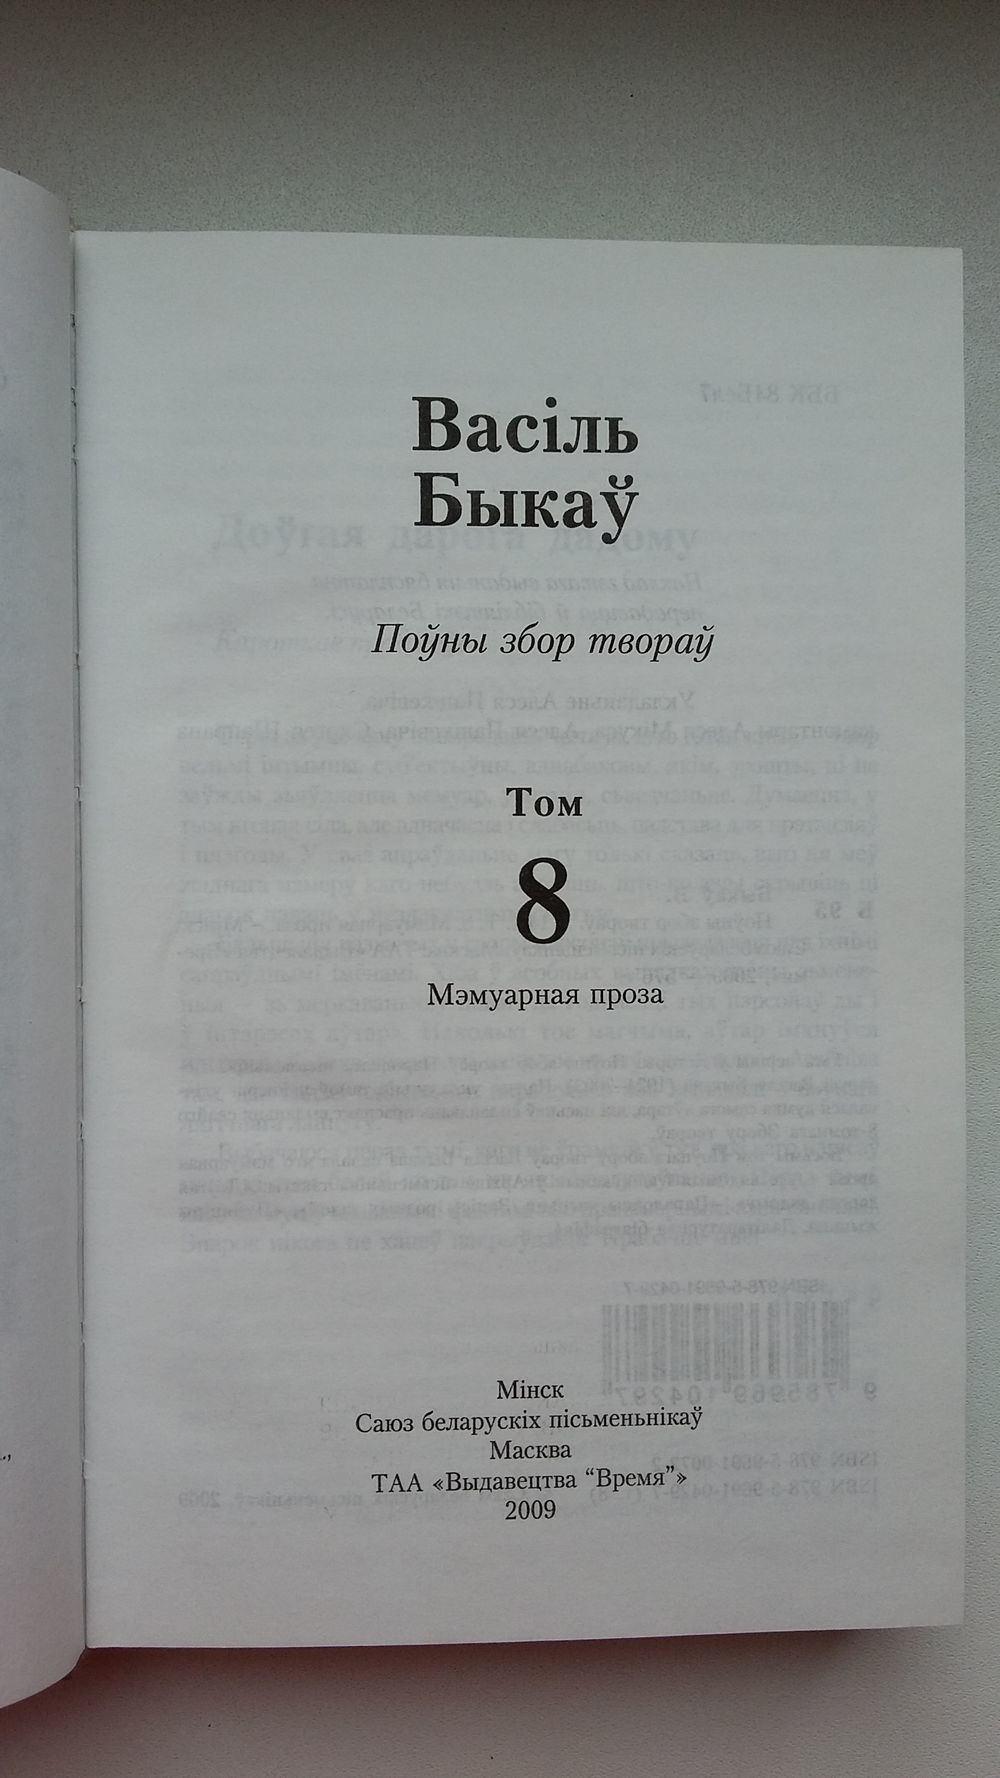 Васіль
Быкаў
Поўны збор твораў
Том
8
Мэмуарная проза
Мінск
Саюз беларускіх пісьменьнікаў
Масква
ТАА «Выдавецтва “Время”»
2009